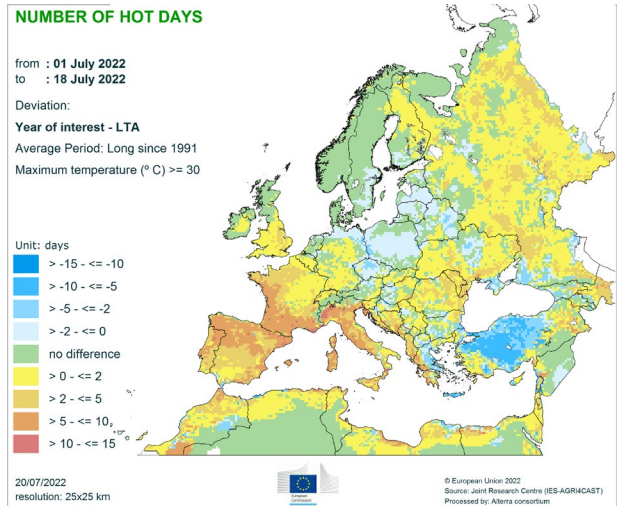 NUMBER OF HOT DAYS
from : 01 July 2022
to : 18 July 2022
Deviation:
Year of interest - LTA
Average Period: Long since 1991
Maximum temperature (º C) >= 30
Unit: days
> -15 - <= -10
> -10 - <= -5
> -5 - <= -2
> -2 - <= 0
no difference
> 0 - <= 2
> 2 - <= 5
> 5 - <= 10
> 10 - <= 15
20/07/2022
resolution: 25x25 km
European
Commission
© European Union 2022
Source: Joint Research Centre (IES-AGRI4CAST)
Processed by: Alterra consortium